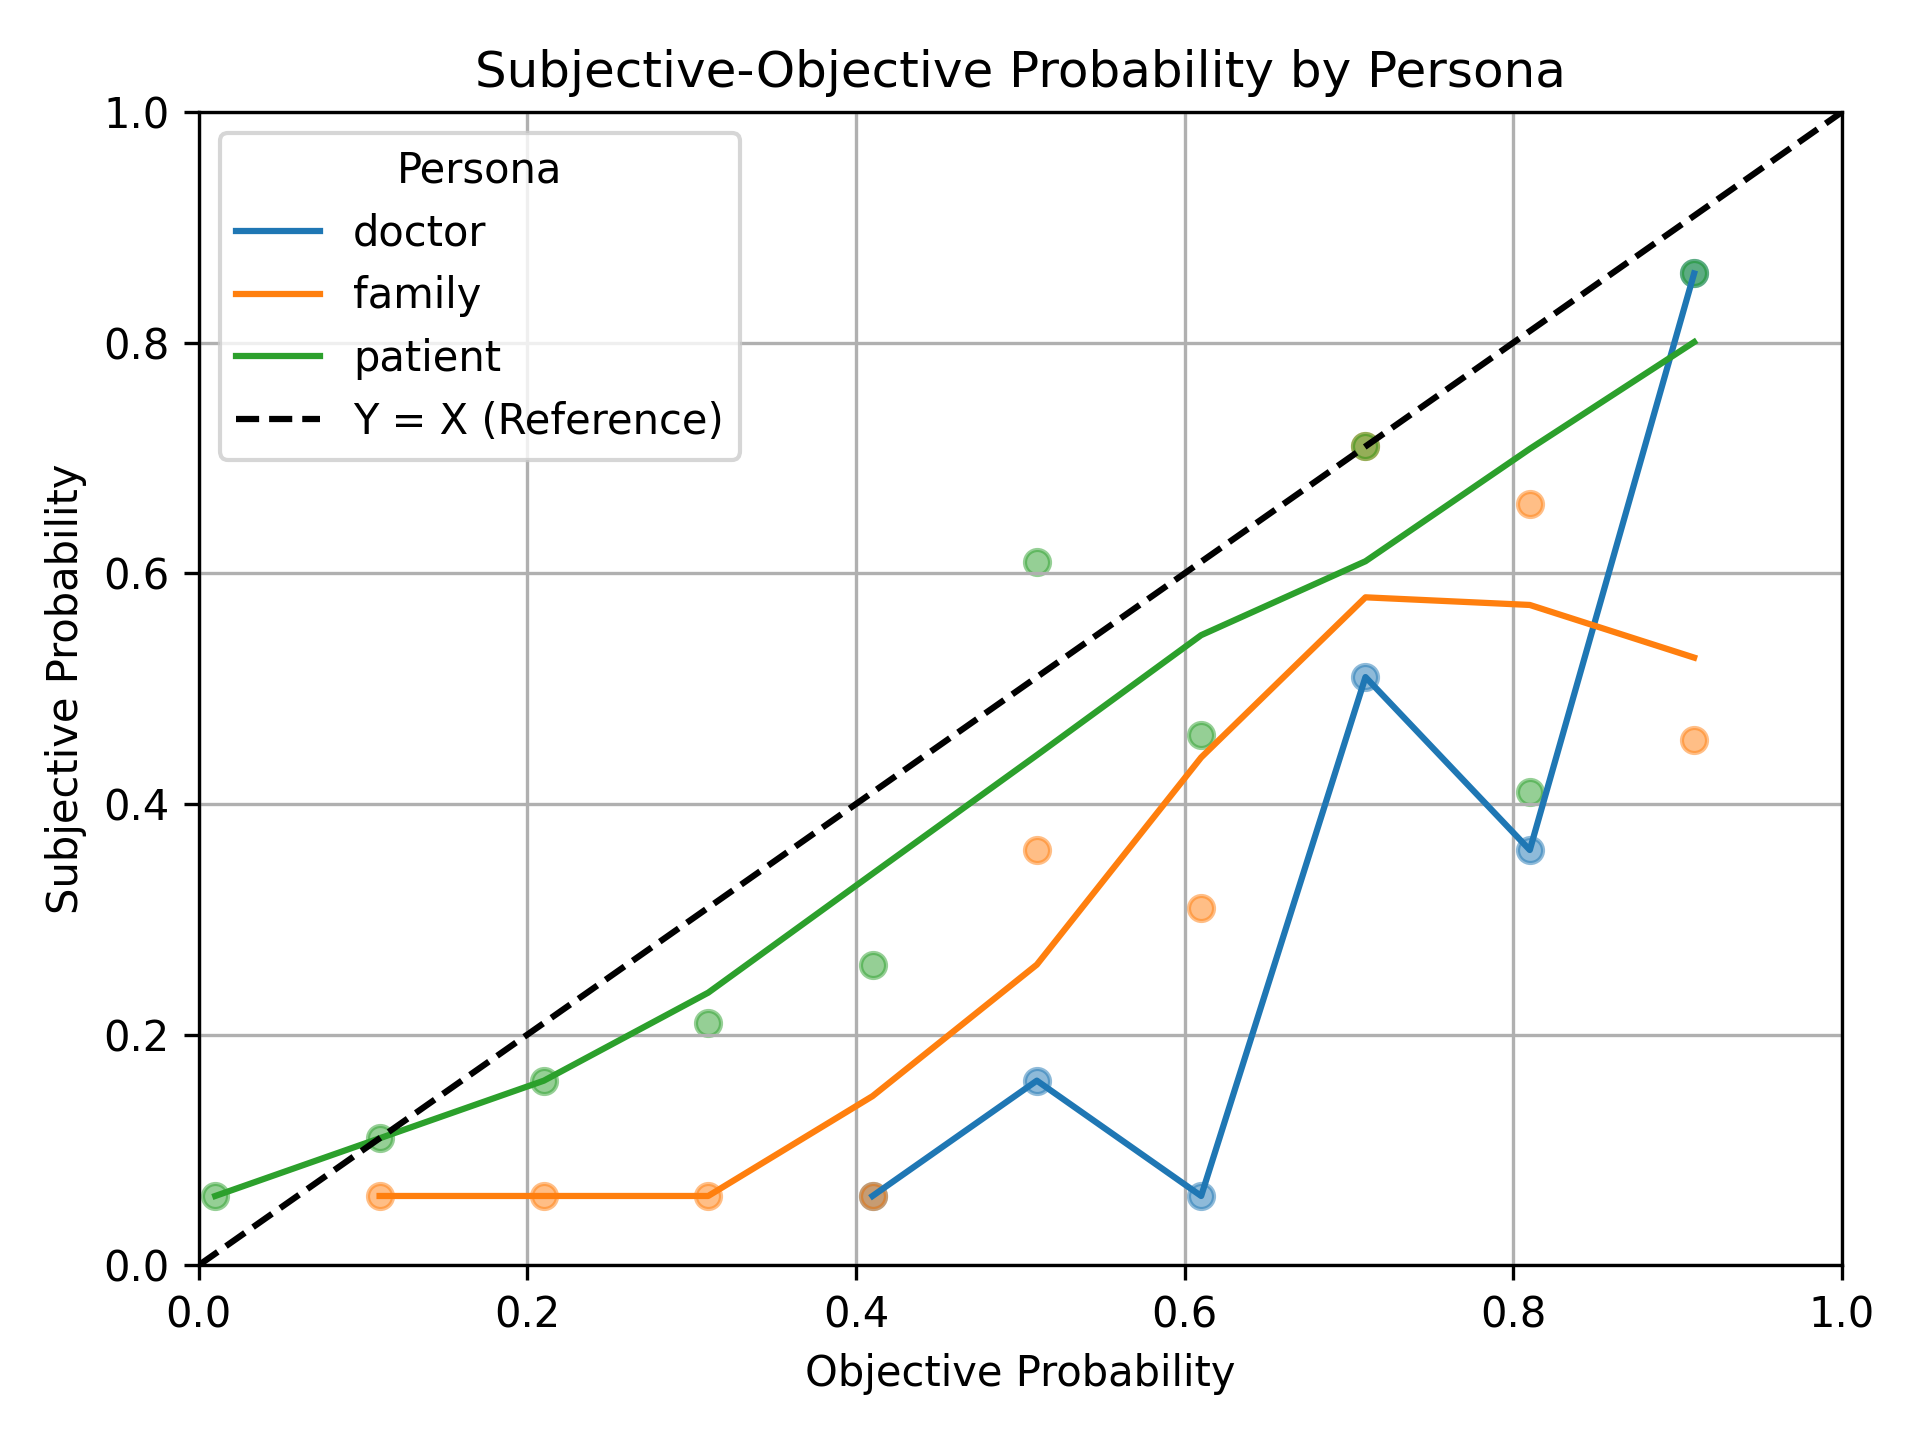 Subjective-Objective Probability by Persona
1.0
0.8
0.6
0.4
0.2
0.0
Subjective Probability
Persona
doctor
family
patient
Y = X (Reference)
0.0 0.2 0.4 0.6 0.8 1.0
Objective Probability